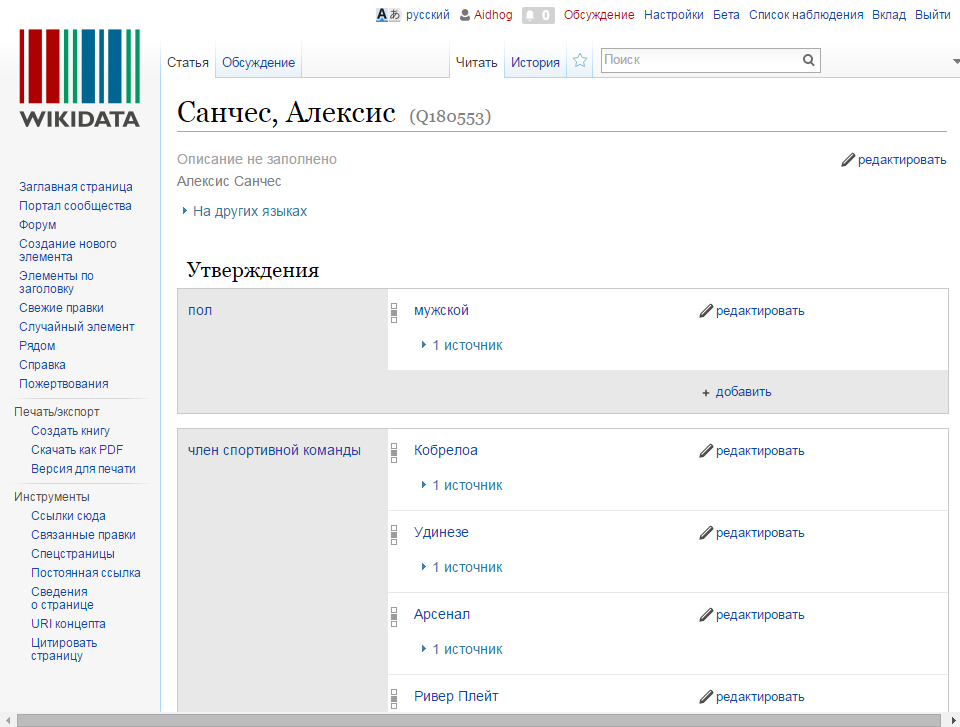 Aあ русский Aidhog 0 Обсуждение Настройки Бета Список наблюдения Вклад Выйти
Статья Обсуждение Читать История Поиск
WIKIDATA
Санчес, Алексис (Q180553)
Описание не заполнено редактировать
Алексис Санчес
На других языках
Заглавная страница
Портал сообщества
Форум
Создание нового
элемента
Элементы по
заголовку
Свежие правки
Случайный элемент
Рядом
Справка
Пожертвования
Печать/экспорт
Создать книгу
Скачать как PDF
Версия для печати
Инструменты
Ссылки сюда
Связанные правки
Спецстраницы
Постоянная ссылка
Сведения
о странице
URI концепта
Цитировать
страницу
Утверждения
пол мужской редактировать
1 источник
+ добавить
член спортивной команды Кобрелоа редактировать
1 источник
Удинезе редактировать
1 источник
Арсенал редактировать
1 источник
Ривер Плейт редактировать